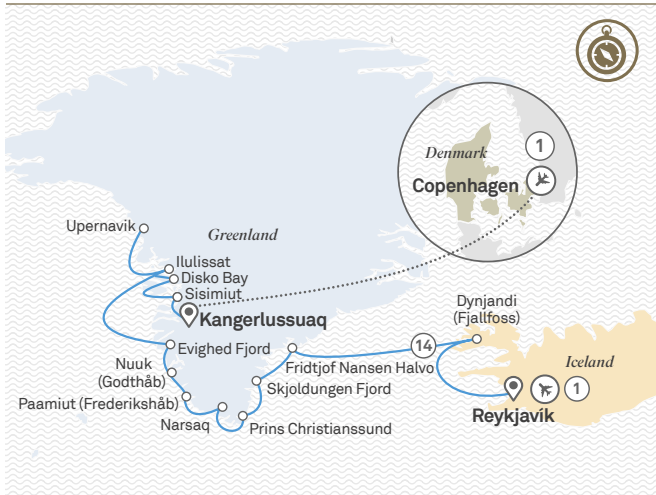 Denmark
1
Copenhagen
Greenland
Upernavik
Ilulissat
Disko Bay
Sisimiut
Kangerlussuaq
Dynjandi
(Fjallfoss)
14
Evighed Fjord
Fridtjof Nansen Halvo
Iceland
Nuuk
(Godthåb)
Skjoldungen Fjord
1
Paamiut (Frederikshåb)
Reykjavík
Narsaq
Prins Christianssund